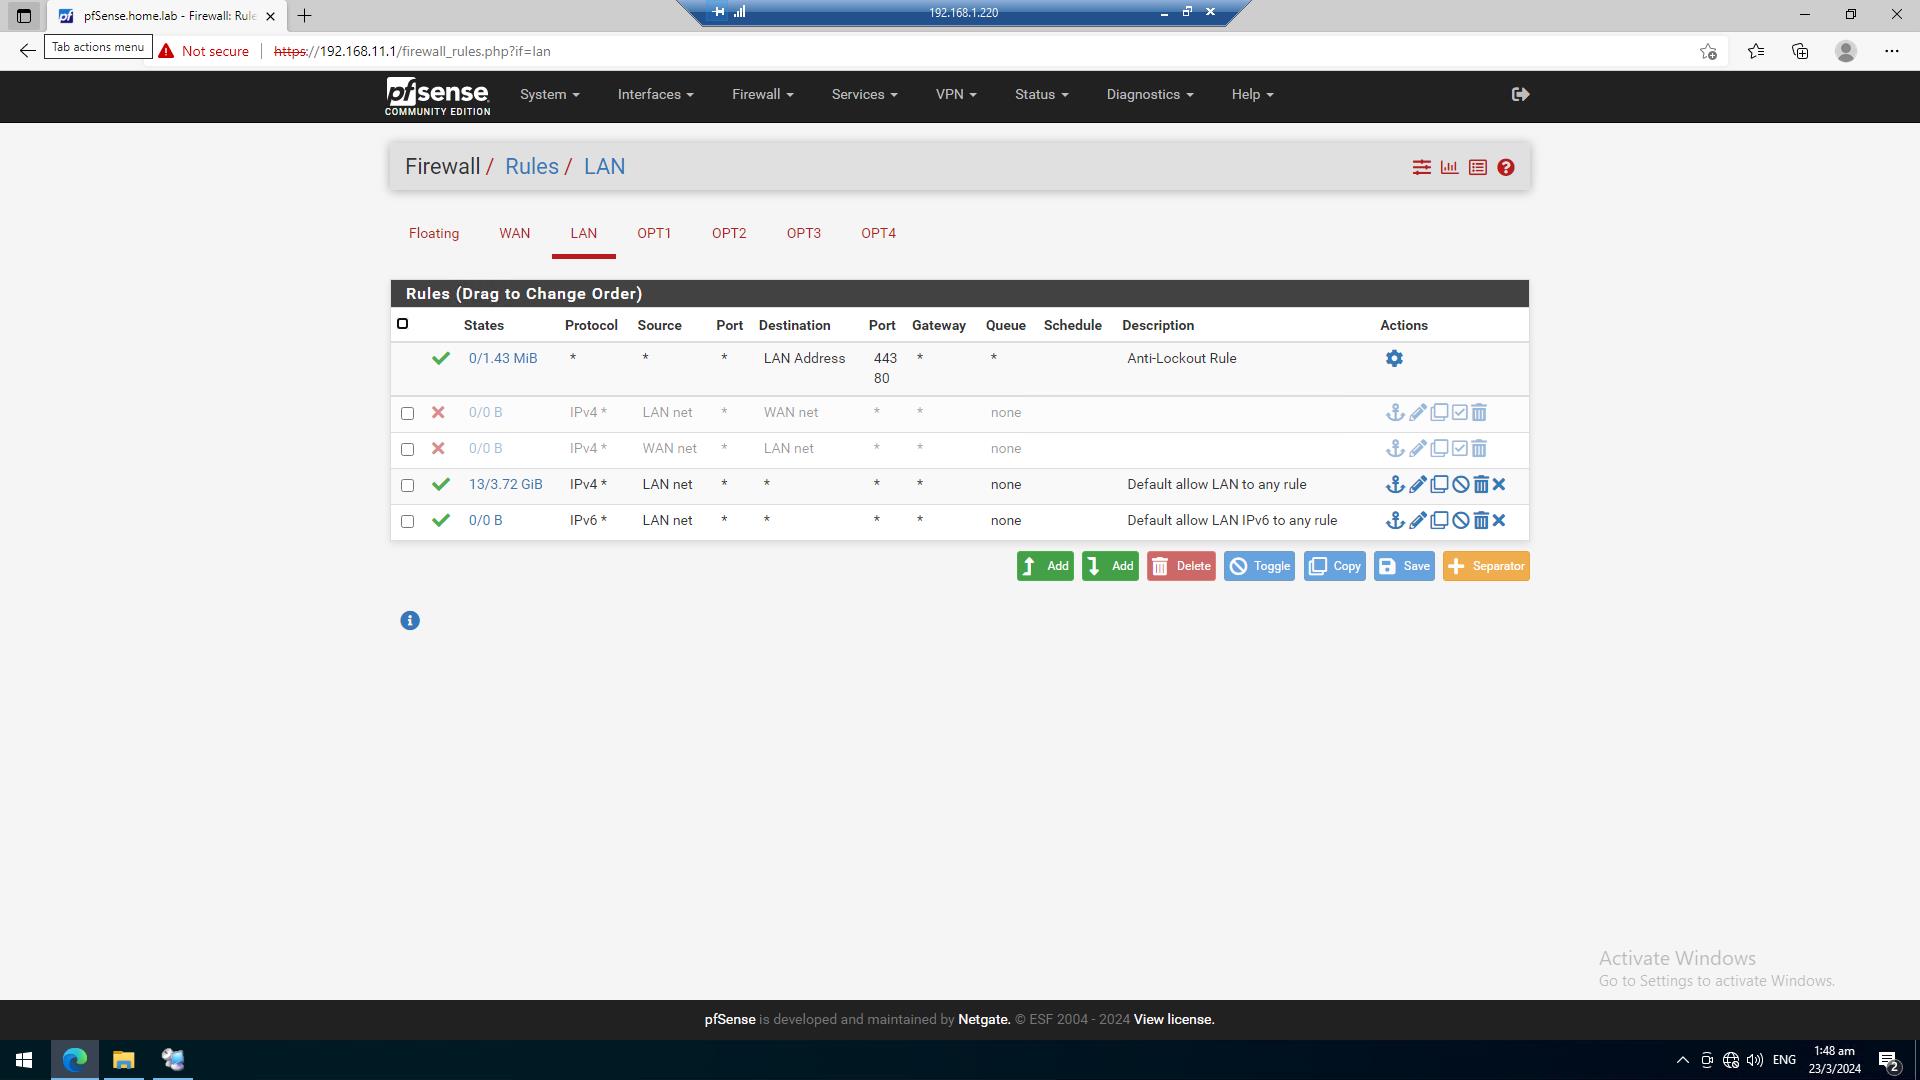 pfSense.home.lab - Firewall: Rule
192.168.1.220
Tab actions menu
Not secure
https://192.168.11.1/firewall_rules.php?if=lan
pfsense
COMMUNITY EDITION
System
Interfaces
Firewall
Services
VPN
Status
Diagnostics
Help
Firewall / Rules / LAN
Floating
WAN
LAN
OPT1
OPT2
OPT3
OPT4
Rules (Drag to Change Order)
States Protocol Source Port Destination Port Gateway Queue Schedule Description Actions
0/1.43 MiB * * * LAN Address 443 * * Anti-Lockout Rule
80
0/0 B IPv4 * LAN net * WAN net * * none
0/0 B IPv4 * WAN net * LAN net * * none
13/3.72 GiB IPv4 * LAN net * * * * none Default allow LAN to any rule
0/0 B IPv6 * LAN net * * * * none Default allow LAN IPv6 to any rule
Add
Add
Delete
Toggle
Copy
Save
Separator
Activate Windows
Go to Settings to activate Windows.
pfSense is developed and maintained by Netgate. © ESF 2004 - 2024 View license.
ENG
1:48 am
23/3/2024
2